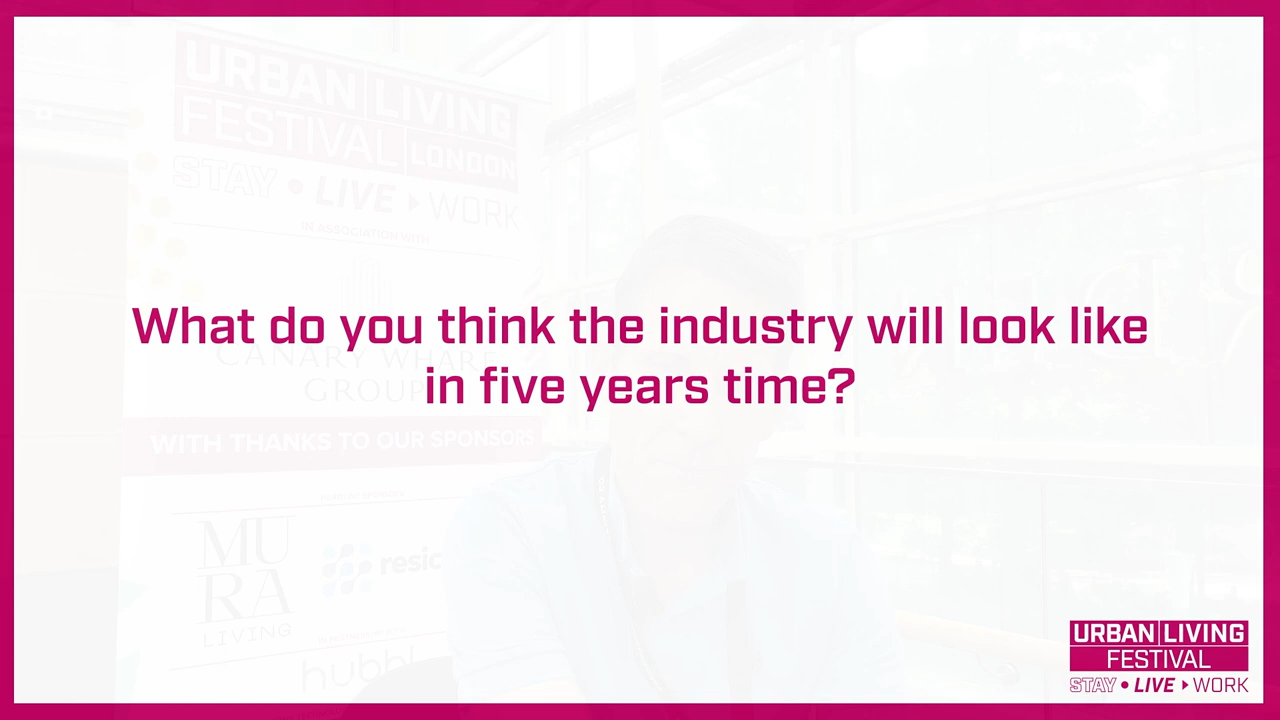 URBAN LIVING
FESTIVAL LONDON
STAY • LIVE ▸ WORK
IN ASSOCIATION WITH
What do you think the industry will look like
CANARY WHARF
in five years time?
GROUP
WITH THANKS TO OUR SPONSORS
MU
RA
LIVING
resi
hubbl
URBAN LIVING
FESTIVAL
STAY • LIVE ▸ WORK